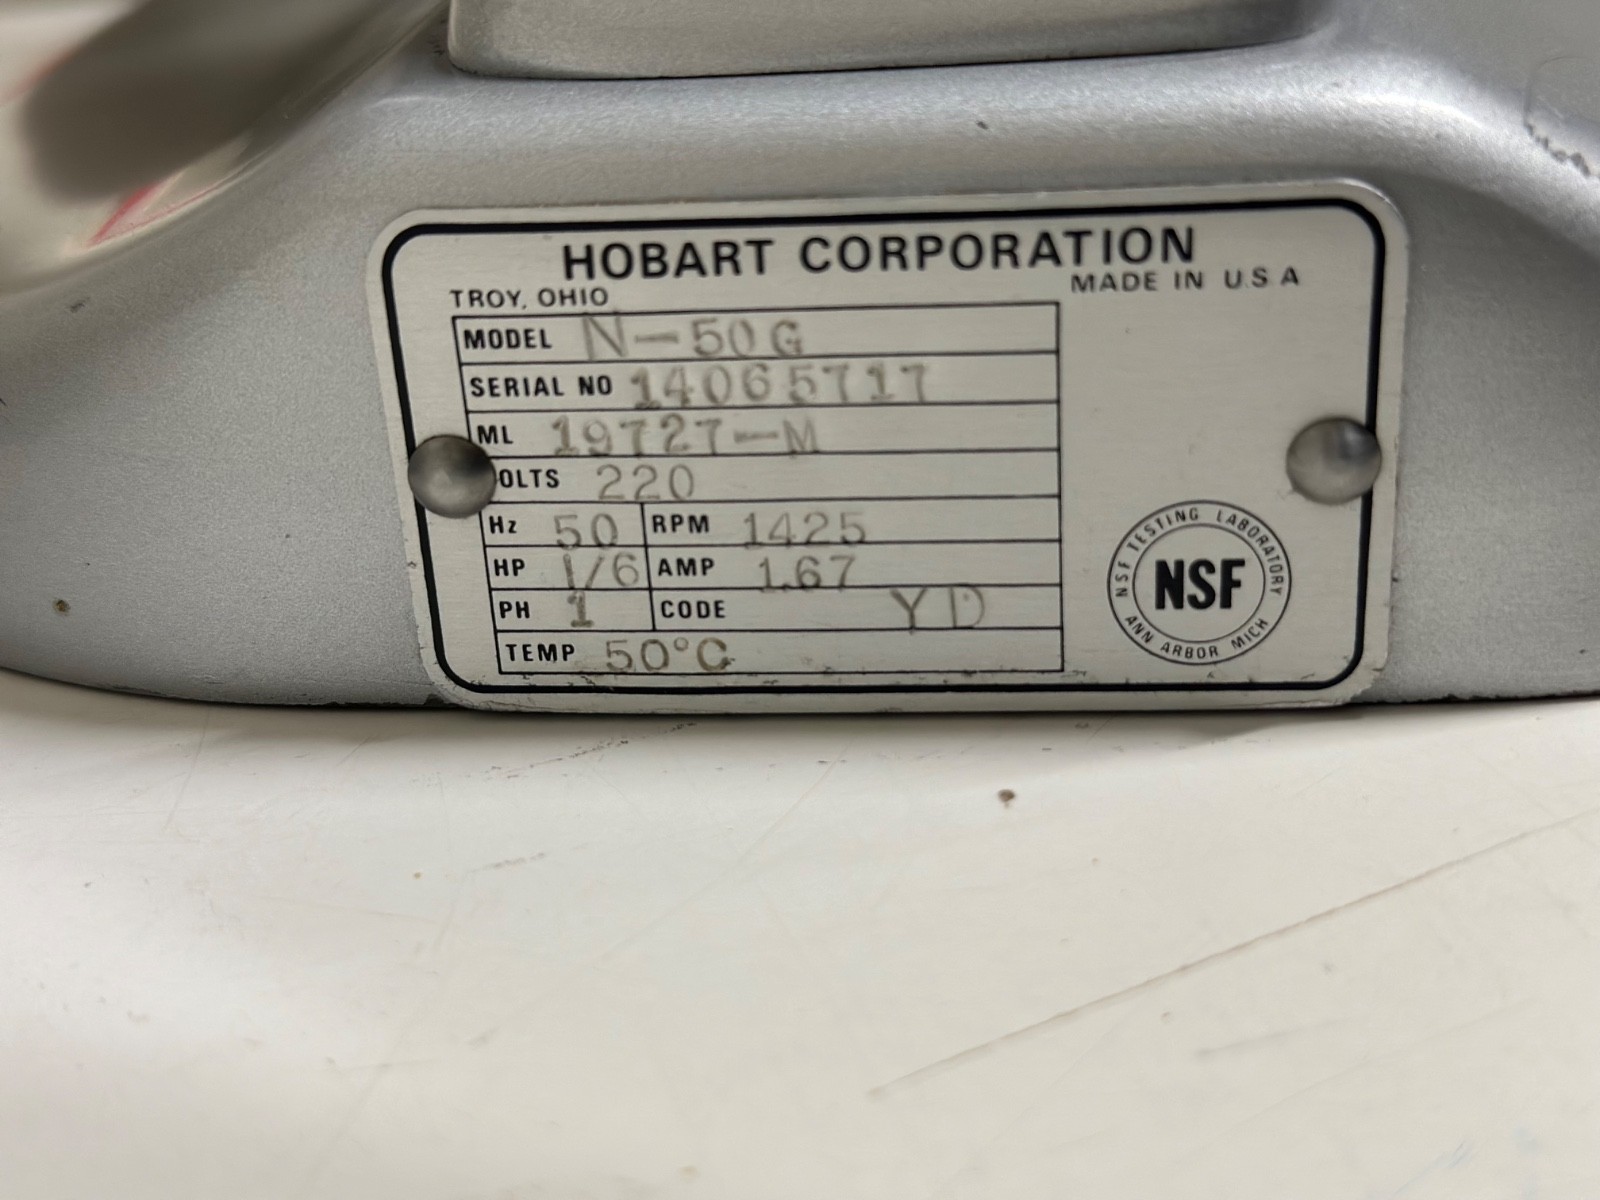 HOBART CORPORATION
TROY, OHIO
MADE IN U.S A
MODEL N-50G
SERIAL NO 14065717
ML 19727-M
OLTS 220
Hz 50 RPM 1425
HP 1/6 AMP 1.67
PH 1 CODE YD
TEMP 50°C
NSF TESTING LABORATORY
NSF
ANN ARBOR MICH